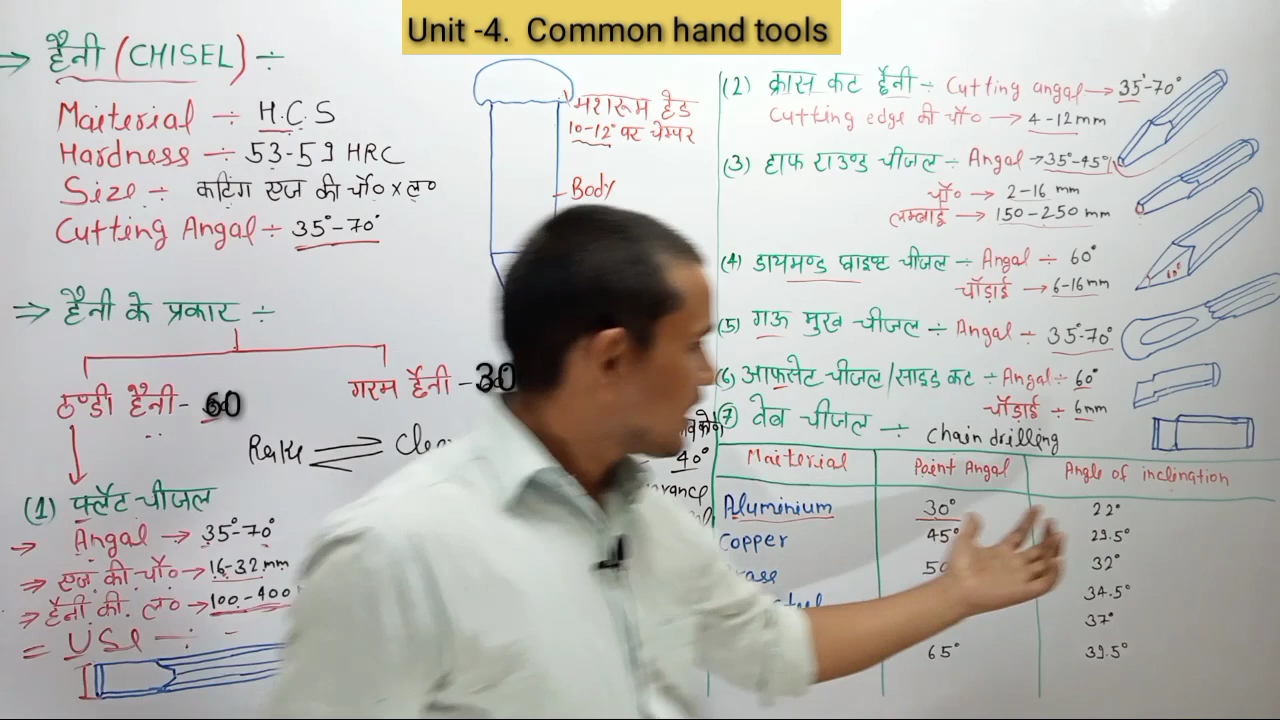 Unit -4. Common hand tools
⇒ हैनी (CHISEL) ÷
Maiterial ÷ H.C.S
Hardness ÷ 53-59 HRC
Size ÷ कटिंग एज की चौ० x ल०
Cutting Angal ÷ 35°-70°
⇒ हैनी के प्रकार ÷
ठण्डी हैनी - 60
गरम हैनी - 30
Rake
(1) फ्लैट चीजल
→ Angal → 35°-70°
⇒ एज की चौ० → 16-32mm
⇒ हैनी की ल० → 100-400
= USe ÷ -
मशरूम हेड
10-12° पर चेम्फर
Body
40°
(2) क्रास कट हैनी ÷ Cutting angal → 35°-70°
Cutting edge की चौ० → 4-12mm
(3) हाफ राउण्ड चीजल ÷ Angal → 35°-45°
चौ० → 2-16 mm
लम्बाई → 150-250 mm
(4) डायमण्ड प्वाइण्ट चीजल ÷ Angal ÷ 60°
चौड़ाई → 6-16mm
60°
(5) गऊ मुख चीजल ÷ Angal ÷ 35°-70°
(6) आफसेट चीजल/साइड कट ÷ Angal ÷ 60°
चौड़ाई ÷ 6mm
(7) वेब चीजल ÷ Chain drilling
Maiterial Point Angal Angle of inclination
Aluminium 30° 22°
Copper 45° 29.5°
32°
34.5°
37°
65° 39.5°